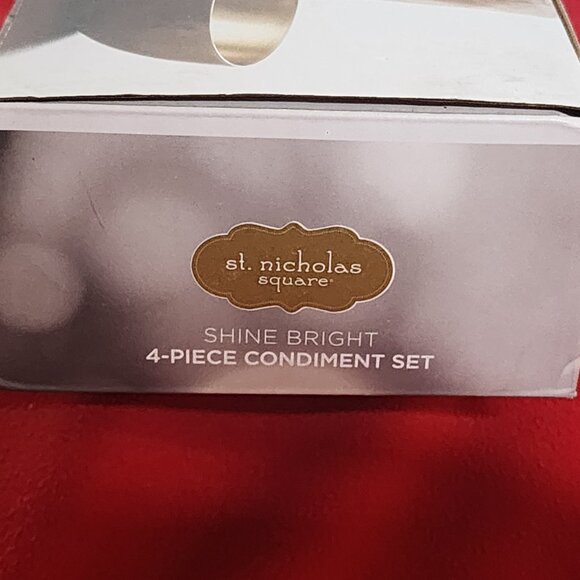 st. nicholas
square®
SHINE BRIGHT
4-PIECE CONDIMENT SET